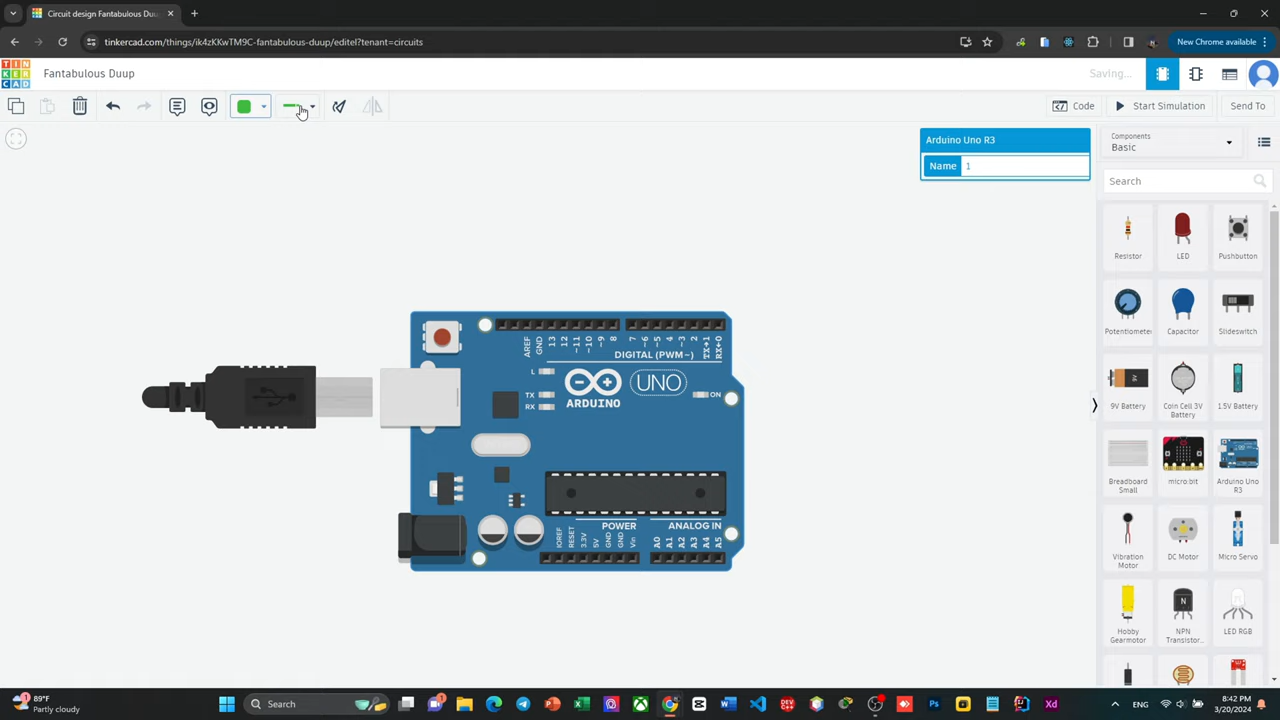 Circuit design Fantabulous Duu
tinkercad.com/things/ik4zKKwTM9C-fantabulous-duup/editel?tenant=circuits
New Chrome available
TIN
KER
CAD
Fantabulous Duup
Saving...
Code
Start Simulation
Send To
Arduino Uno R3
Name 1
Components
Basic
Search
Resistor
LED
Pushbutton
Potentiometer
Capacitor
Slideswitch
9V Battery
Coin Cell 3V
Battery
1.5V Battery
Breadboard
Small
micro:bit
Arduino Uno
R3
Vibration
Motor
DC Motor
Micro Servo
Hobby
Gearmotor
NPN
Transistor...
LED RGB
N
AREF
GND
13
12
~11
~10
~9
8
7
~6
~5
4
~3
2
TX→1
RX←0
DIGITAL (PWM~)
L
TX
RX
ARDUINO
UNO
ON
POWER
ANALOG IN
IOREF
RESET
3.3V
5V
GND
GND
Vin
A0
A1
A2
A3
A4
A5
89°F
Partly cloudy
Search
ENG
8:42 PM
3/20/2024